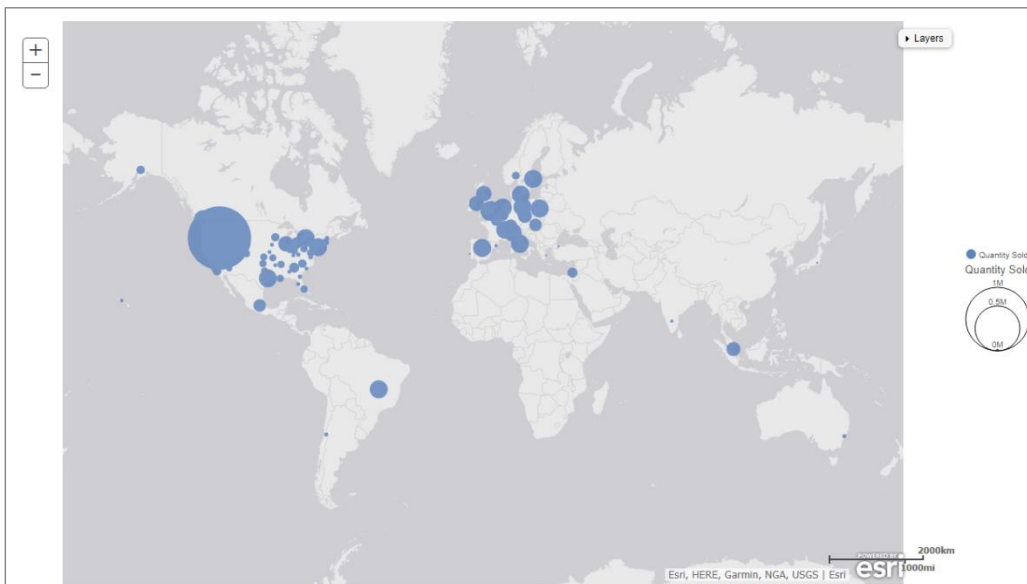 +
−
Layers
Quantity Sold
Quantity Sold
1M
0.5M
0M
POWERED BY
esri
2000km
1000mi
Esri, HERE, Garmin, NGA, USGS | Esri